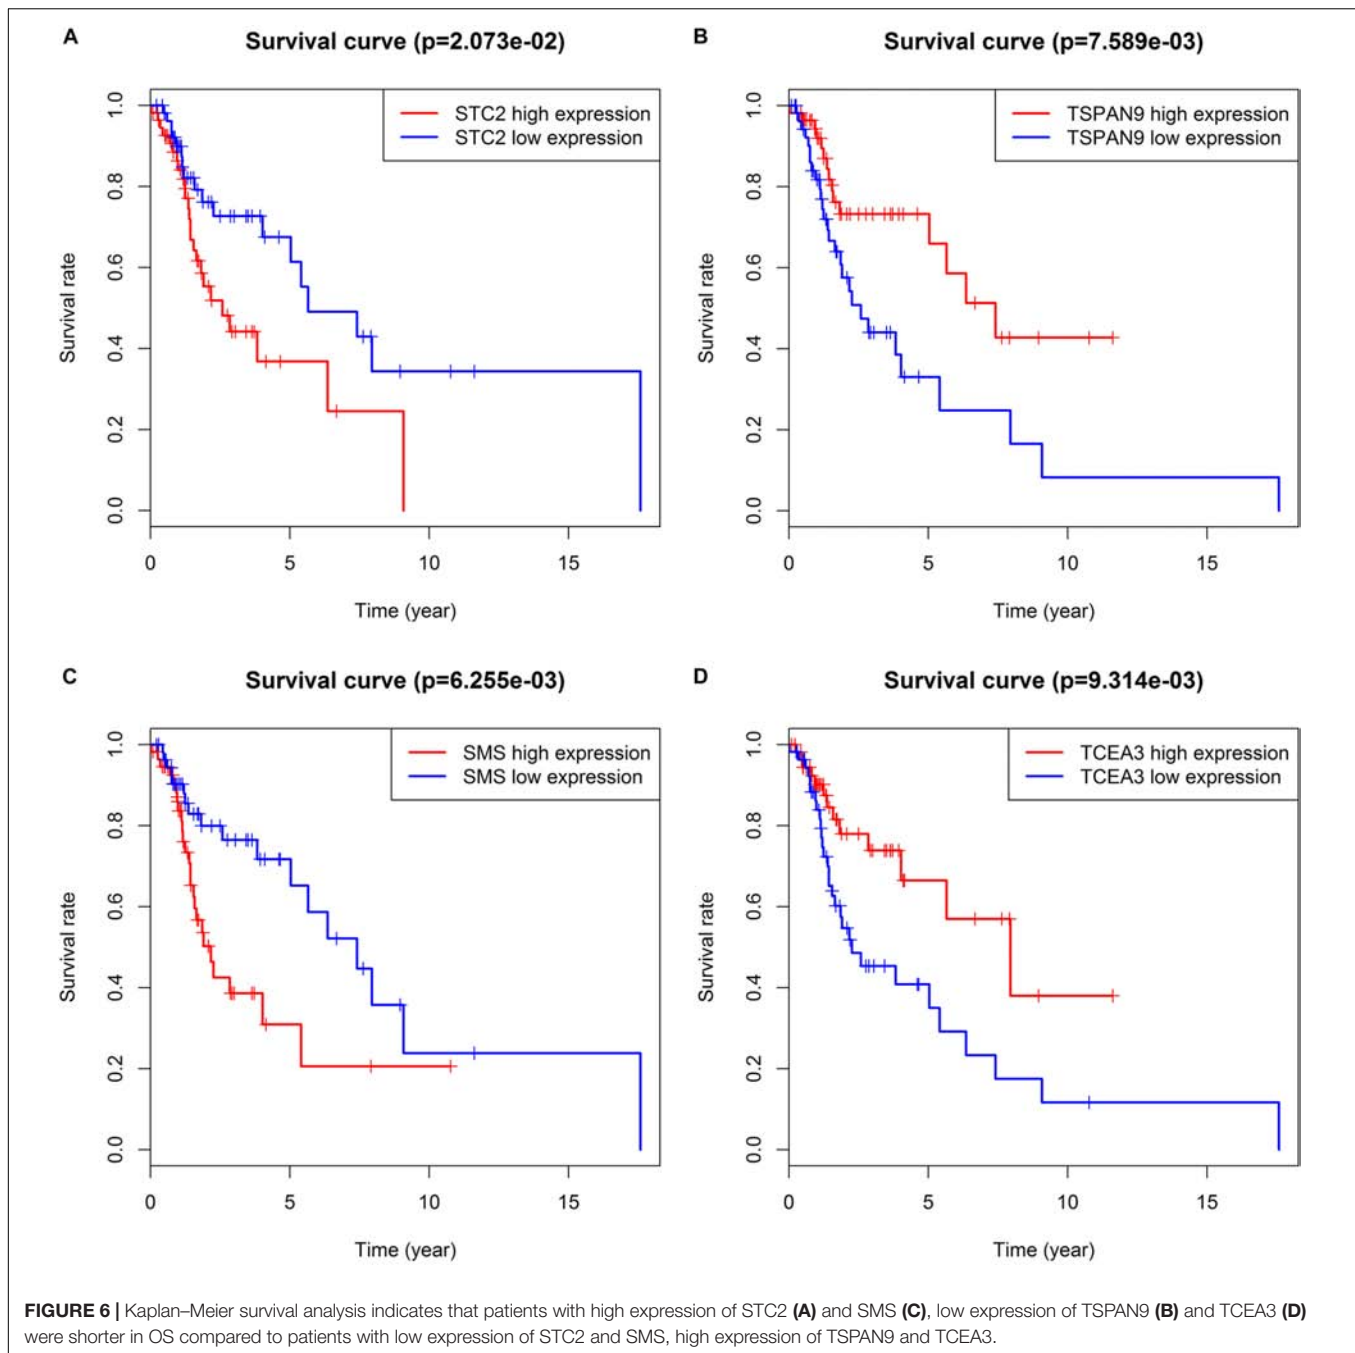 A
Survival curve (p=2.073e-02)
STC2 high expression
STC2 low expression
Survival rate
0.0 0.2 0.4 0.6 0.8 1.0
0 5 10 15
Time (year)
B
Survival curve (p=7.589e-03)
TSPAN9 high expression
TSPAN9 low expression
Survival rate
0.0 0.2 0.4 0.6 0.8 1.0
0 5 10 15
Time (year)
C
Survival curve (p=6.255e-03)
SMS high expression
SMS low expression
Survival rate
0.0 0.2 0.4 0.6 0.8 1.0
0 5 10 15
Time (year)
D
Survival curve (p=9.314e-03)
TCEA3 high expression
TCEA3 low expression
Survival rate
0.0 0.2 0.4 0.6 0.8 1.0
0 5 10 15
Time (year)
FIGURE 6 | Kaplan–Meier survival analysis indicates that patients with high expression of STC2 (A) and SMS (C), low expression of TSPAN9 (B) and TCEA3 (D)
were shorter in OS compared to patients with low expression of STC2 and SMS, high expression of TSPAN9 and TCEA3.